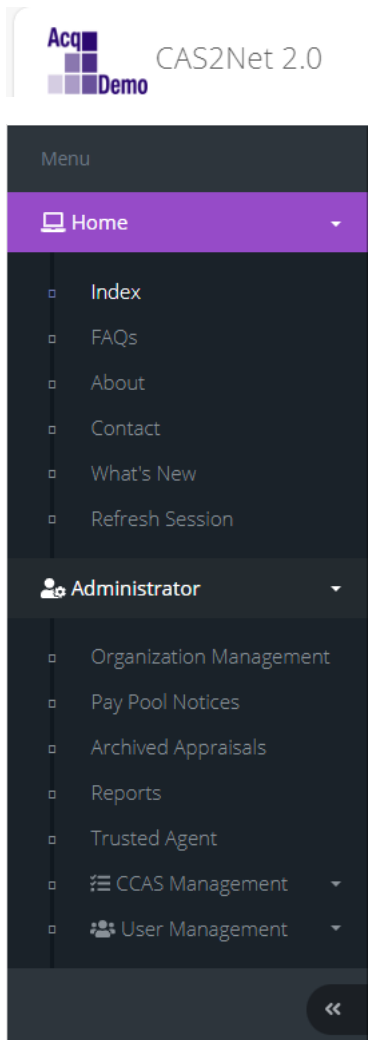 Acq
Demo
CAS2Net 2.0
Menu
Home
Index
FAQs
About
Contact
What's New
Refresh Session
Administrator
Organization Management
Pay Pool Notices
Archived Appraisals
Reports
Trusted Agent
CCAS Management
User Management